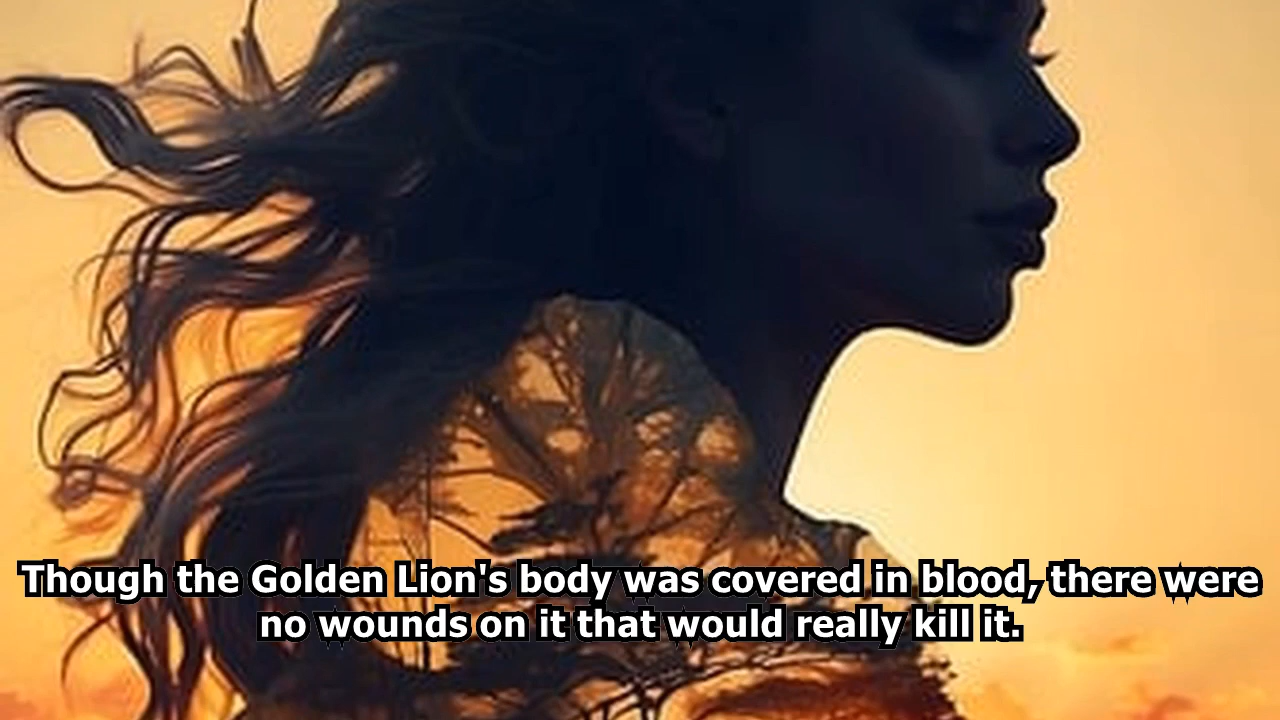 Though the Golden Lion's body was covered in blood, there were
no wounds on it that would really kill it.